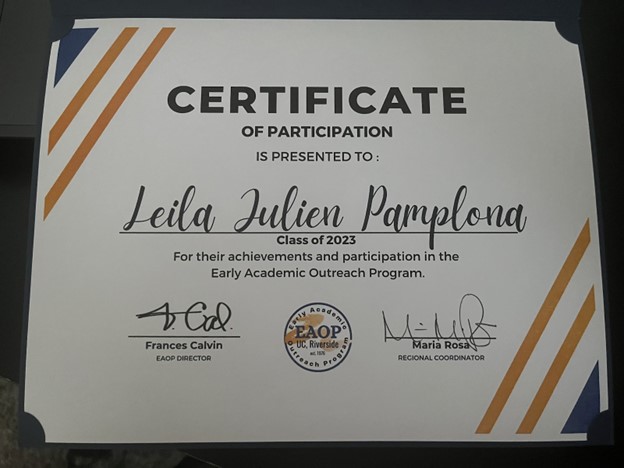 CERTIFICATE
OF PARTICIPATION
IS PRESENTED TO :
Leila Julien Pamplona
Class of 2023
For their achievements and participation in the
Early Academic Outreach Program.
Frances Calvin
EAOP DIRECTOR
Early Academic
EAOP
UC, Riverside
est. 1976
Outreach Program
Maria Rosa
REGIONAL COORDINATOR